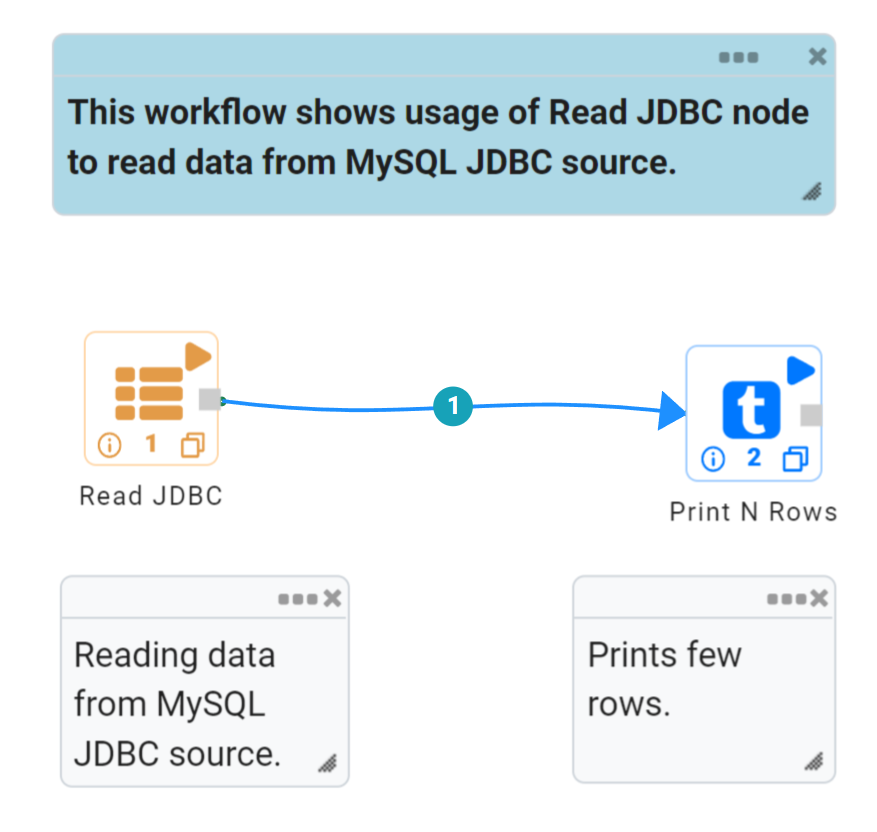 This workflow shows usage of Read JDBC node
to read data from MySQL JDBC source.
1
1
Read JDBC
t
2
Print N Rows
Reading data
from MySQL
JDBC source.
Prints few
rows.